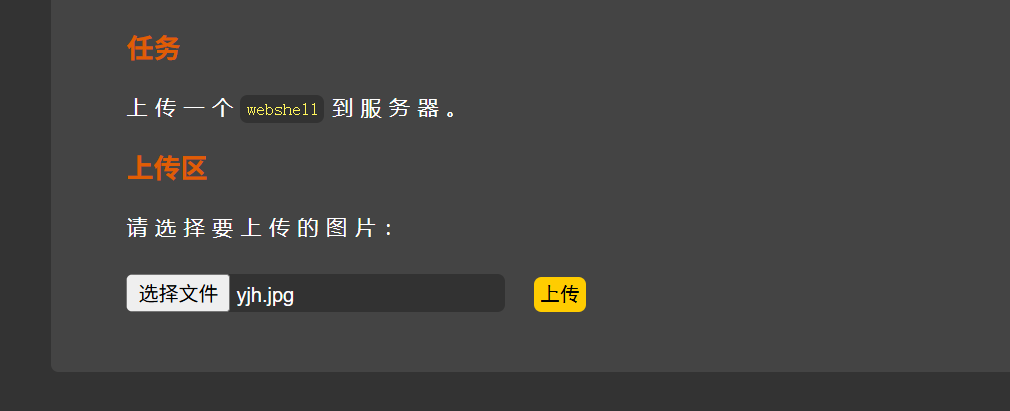 任务
上传一个 webshell 到服务器。
上传区
请选择要上传的图片：
选择文件 yjh.jpg 上传